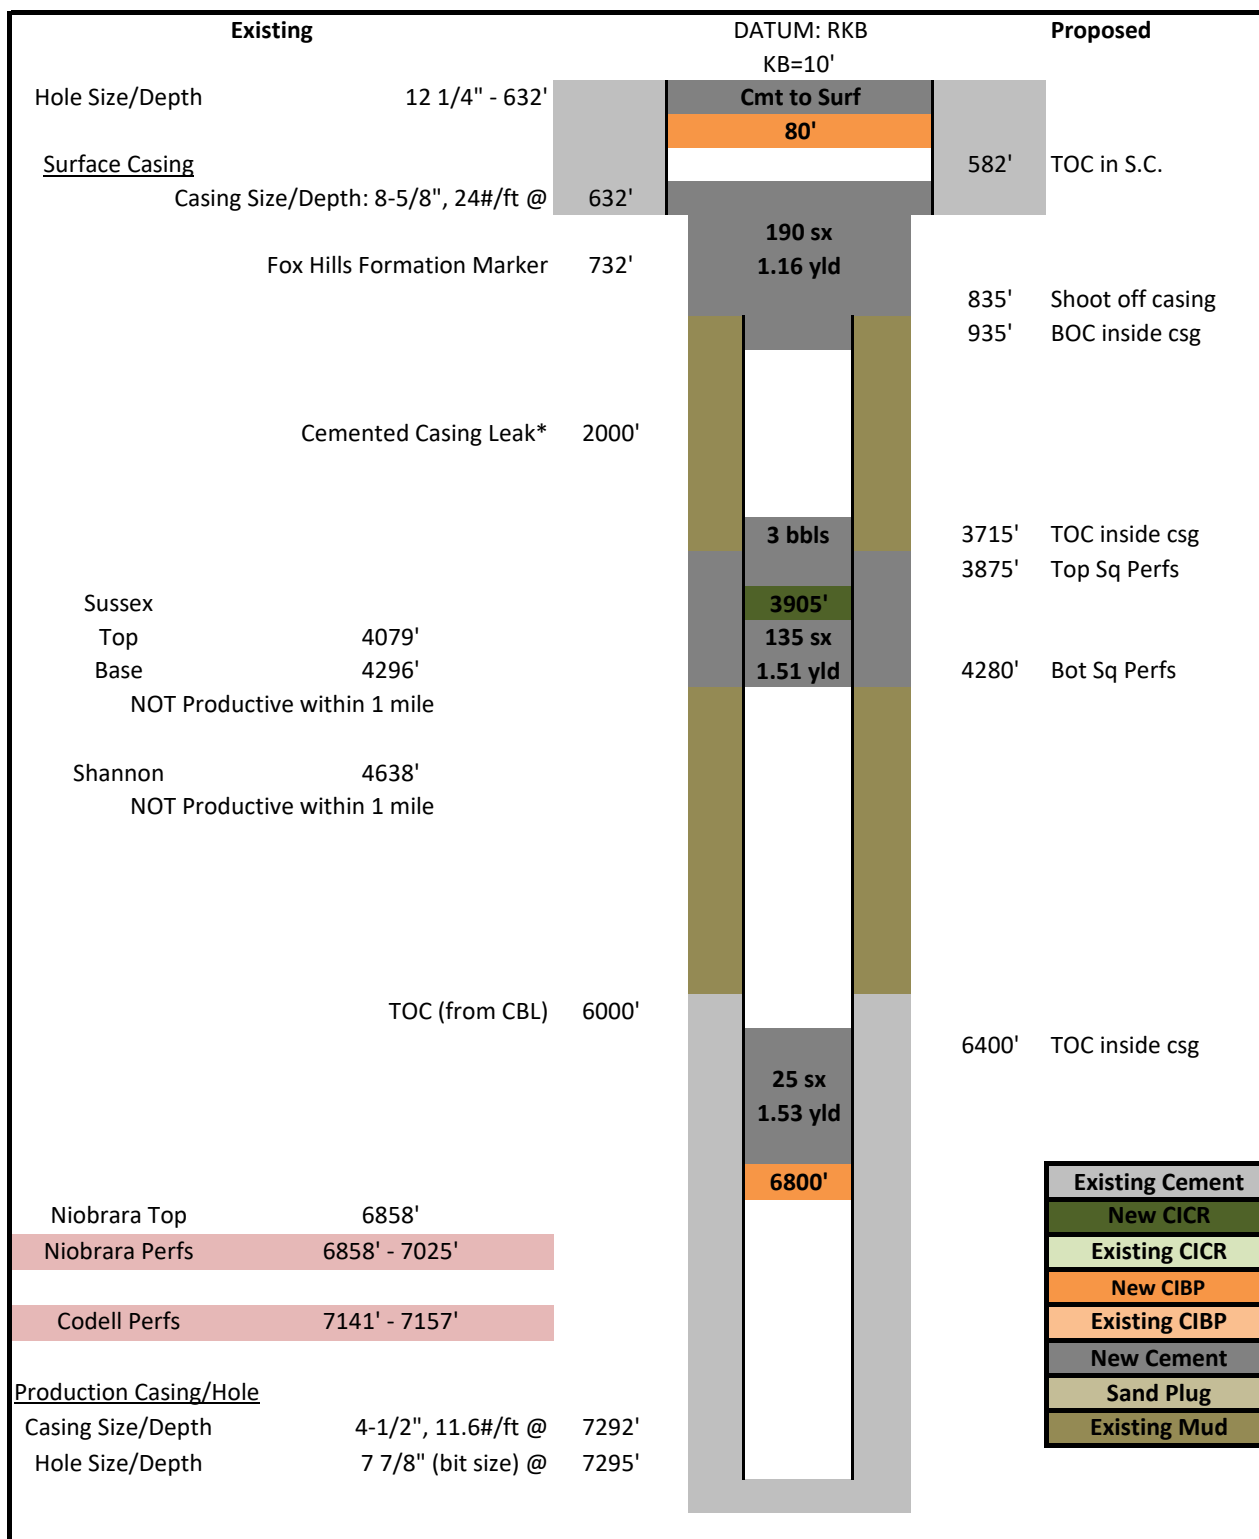 Existing DATUM: RKB Proposed
KB=10'
Hole Size/Depth 12 1/4" - 632' Cmt to Surf
80'
Surface Casing 582' TOC in S.C.
Casing Size/Depth: 8-5/8", 24#/ft @ 632'
190 sx
Fox Hills Formation Marker 732' 1.16 yld
835' Shoot off casing
935' BOC inside csg
Cemented Casing Leak* 2000'
3 bbls 3715' TOC inside csg
3875' Top Sq Perfs
Sussex 3905'
Top 4079' 135 sx
Base 4296' 1.51 yld 4280' Bot Sq Perfs
NOT Productive within 1 mile
Shannon 4638'
NOT Productive within 1 mile
TOC (from CBL) 6000'
6400' TOC inside csg
25 sx
1.53 yld
6800' Existing Cement
Niobrara Top 6858' New CICR
Niobrara Perfs 6858' - 7025' Existing CICR
New CIBP
Codell Perfs 7141' - 7157' Existing CIBP
New Cement
Production Casing/Hole Sand Plug
Casing Size/Depth 4-1/2", 11.6#/ft @ 7292' Existing Mud
Hole Size/Depth 7 7/8" (bit size) @ 7295'